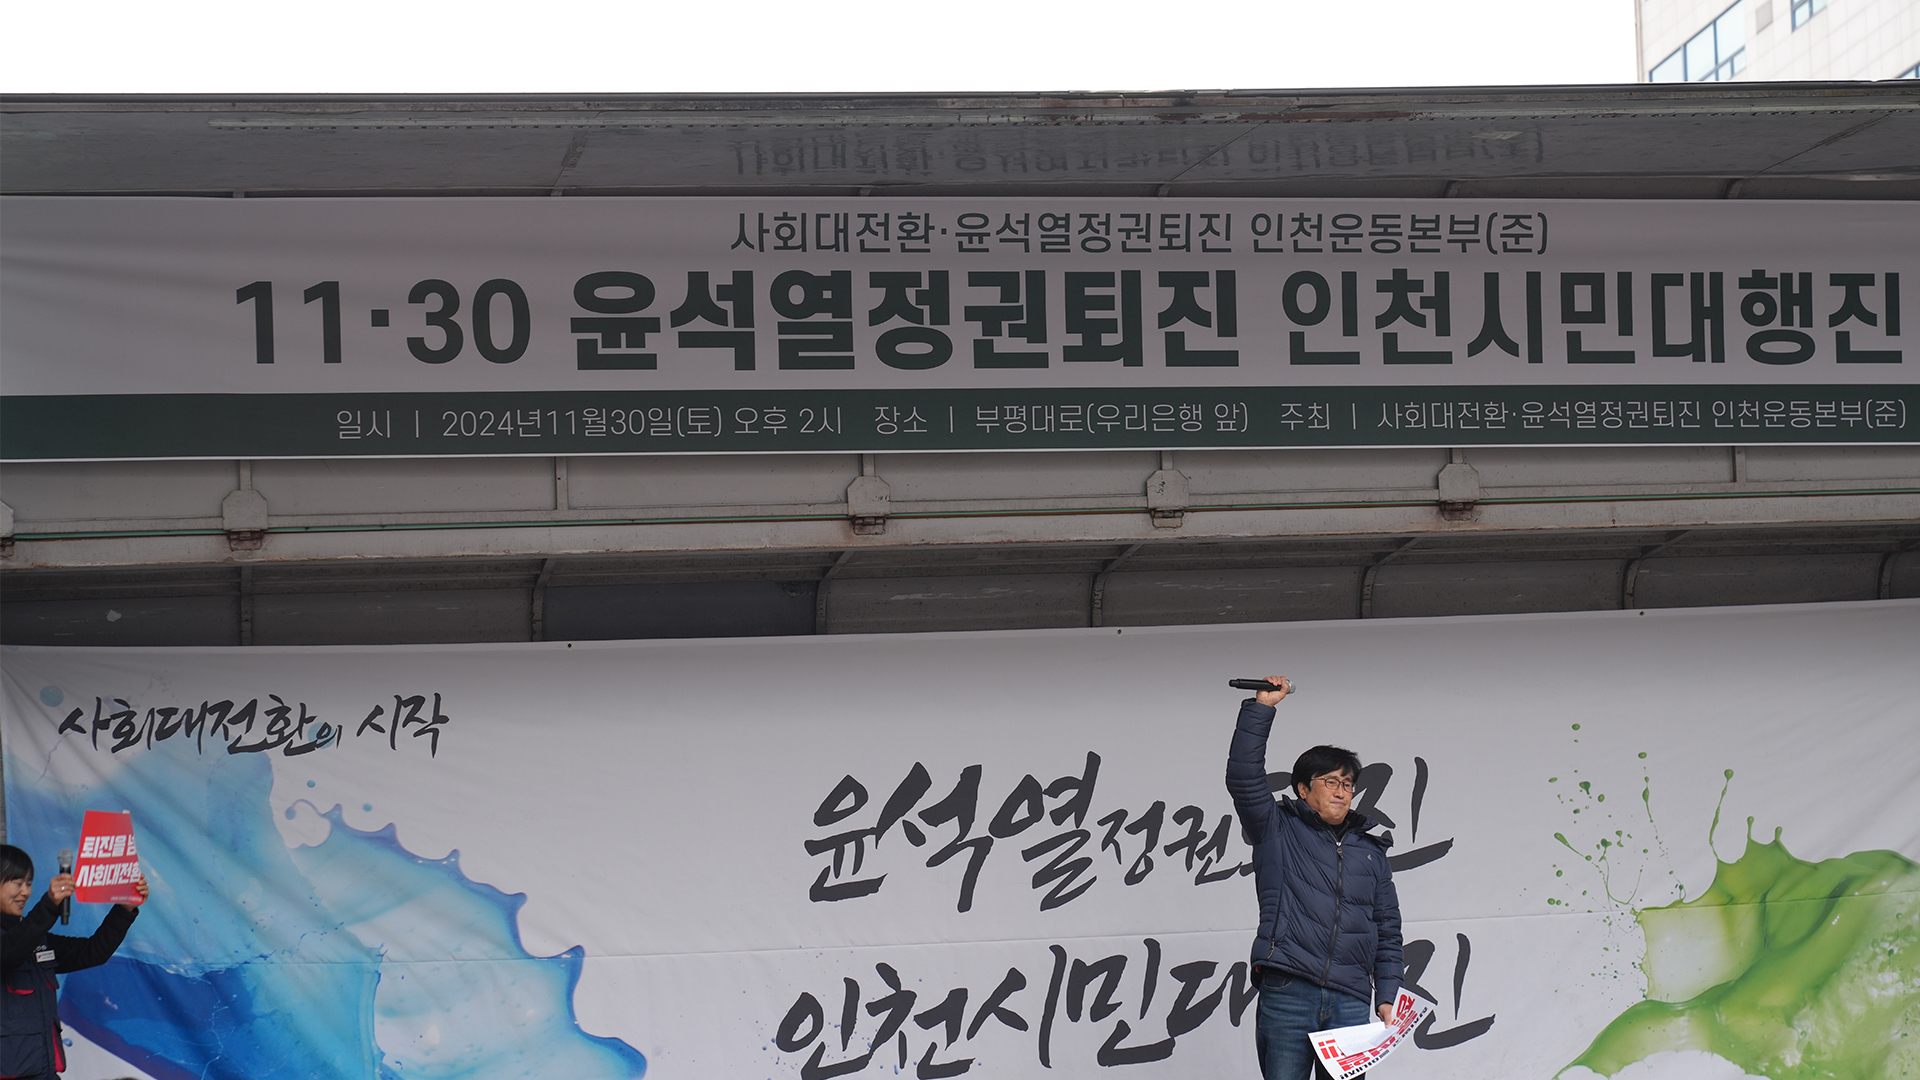 사회대전환·윤석열정권퇴진 인천운동본부(준)
11·30 윤석열정권퇴진 인천시민대행진
일시 ㅣ 2024년11월30일(토) 오후 2시 장소 ㅣ 부평대로(우리은행 앞) 주최 ㅣ 사회대전환·윤석열정권퇴진 인천운동본부(준)
사회대전환의 시작
윤석열정권 진
인천시민대 진
퇴진을
사회대전환